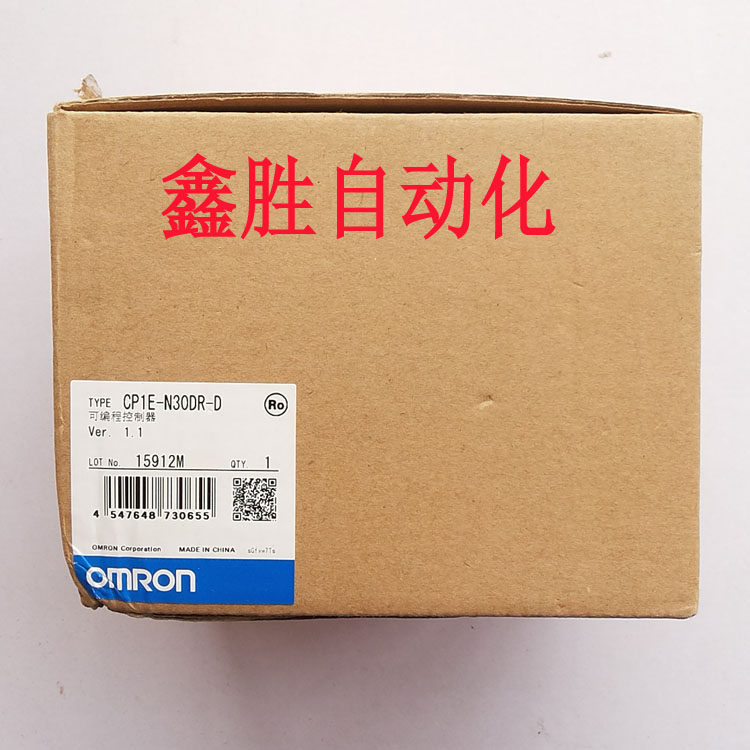 鑫胜自动化
TYPE CP1E-N30DR-D Ro
可编程控制器
Ver. 1.1
LOT No. 15912M QTY. 1
4 547648 730655
OMRON Corporation MADE IN CHINA
OMRON